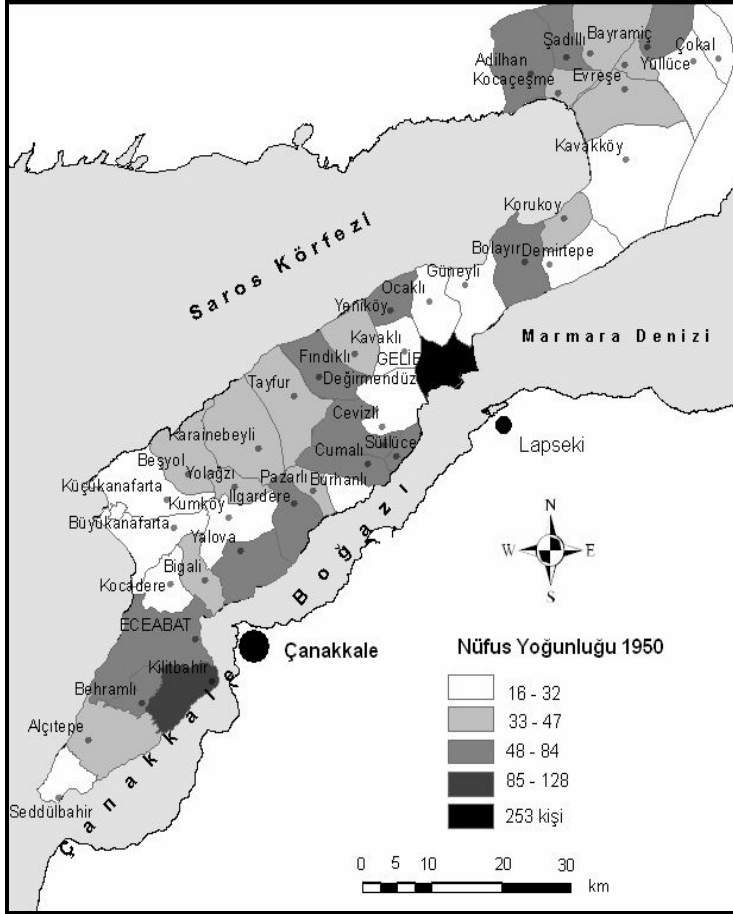 Bayramiç
Şadıllı
Çokal
Adilhan
Yüllüce
Kocaçeşme
Evreşe
Kavakköy
Korukoy
Bolayır
Demirtepe
Saros Körfezi
Güneyli
Ocaklı
Yeniköy
Marmara Denizi
Kavaklı
Fındıklı
GELİB
Değirmendüz
Tayfur
Cevizli
Karainebeyli
Cumalı
Sütlüce
Lapseki
Beşyol
Yolağzı
Pazarlı
Burhanlı
Küçükanafarta
Ilgardere
Kumköy
Büyükanafarta
Yalova
Bigali
Kocadere
N
W
E
S
ECEABAT
Çanakkale
Kilitbahir
Behramlı
Alçıtepe
Seddülbahir
Çanakkale Boğazı
Nüfus Yoğunluğu 1950
16 - 32
33 - 47
48 - 84
85 - 128
253 kişi
0 5 10 20 30
km